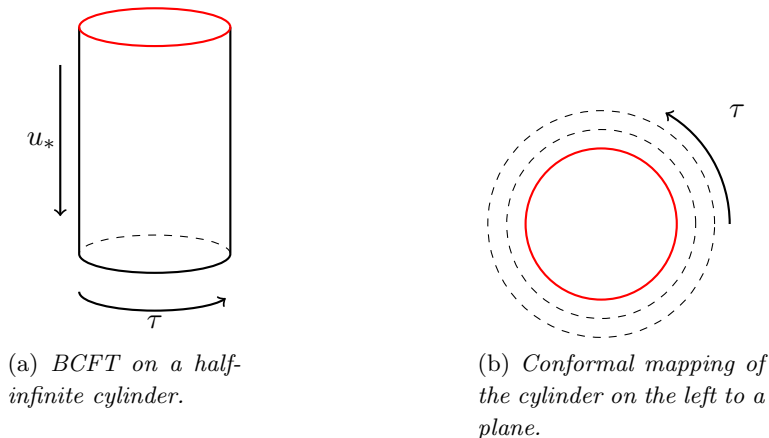 τ
u*
τ
(a) BCFT on a half-
infinite cylinder.
(b) Conformal mapping of
the cylinder on the left to a
plane.